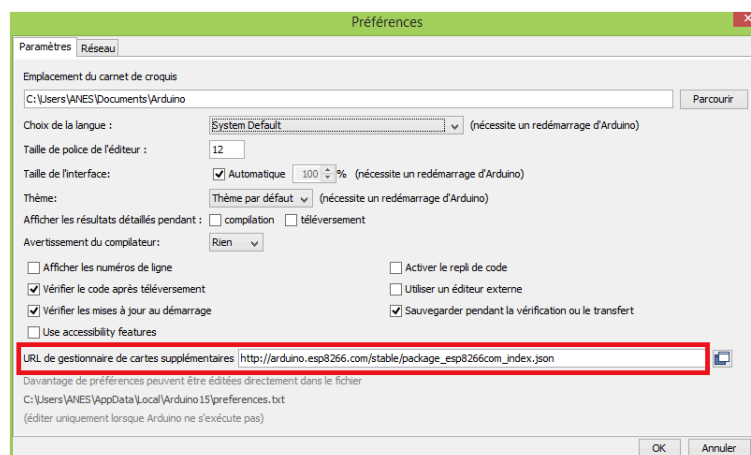 Préférences
Paramètres Réseau
Emplacement du carnet de croquis
C:\Users\ANES\Documents\Arduino Parcourir
Choix de la langue : System Default (nécessite un redémarrage d'Arduino)
Taille de police de l'éditeur : 12
Taille de l'interface: Automatique 100 % (nécessite un redémarrage d'Arduino)
Thème: Thème par défaut (nécessite un redémarrage d'Arduino)
Afficher les résultats détaillés pendant : compilation téléversement
Avertissement du compilateur: Rien
Afficher les numéros de ligne Activer le repli de code
Vérifier le code après téléversement Utiliser un éditeur externe
Vérifier les mises à jour au démarrage Sauvegarder pendant la vérification ou le transfert
Use accessibility features
URL de gestionnaire de cartes supplémentaires http://arduino.esp8266.com/stable/package_esp8266com_index.json
Davantage de préférences peuvent être éditées directement dans le fichier
C:\Users\ANES\AppData\Local\Arduino15\preferences.txt
(éditer uniquement lorsque Arduino ne s'exécute pas)
OK Annuler